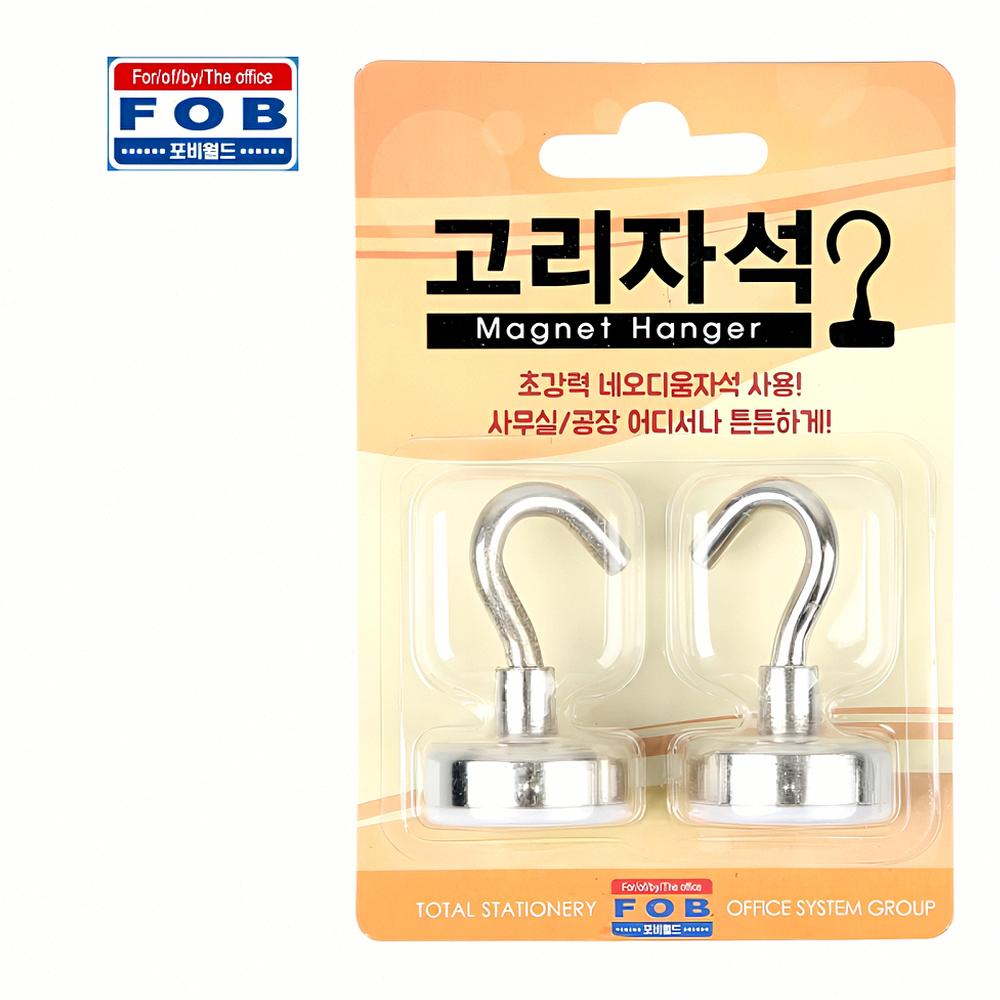 For/of/by/The office
FOB
포비월드
고리자석
Magnet Hanger
초강력 네오디움자석 사용!
사무실/공장 어디서나 튼튼하게!
For/of/by/The office
TOTAL STATIONERY FOB OFFICE SYSTEM GROUP
포비월드